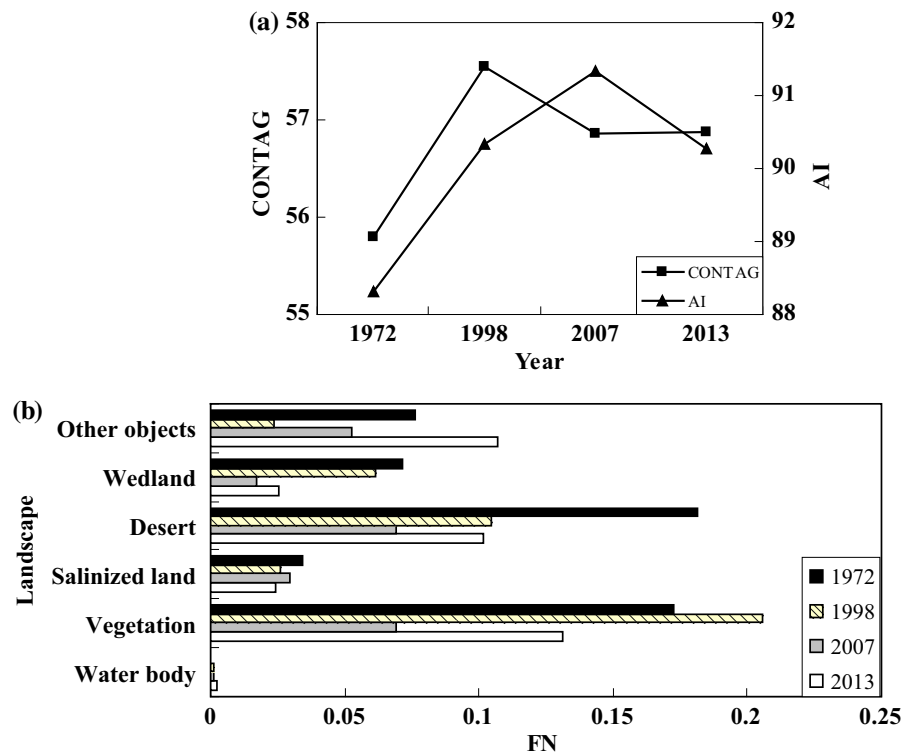 (a)
58
57
56
55
CONTAG
92
91
90
89
88
AI
CONTAG
AI
1972 1998 2007 2013
Year
(b)
Other objects
Wedland
Desert
Salinized land
Vegetation
Water body
Landscape
1972
1998
2007
2013
0 0.05 0.1 0.15 0.2 0.25
FN